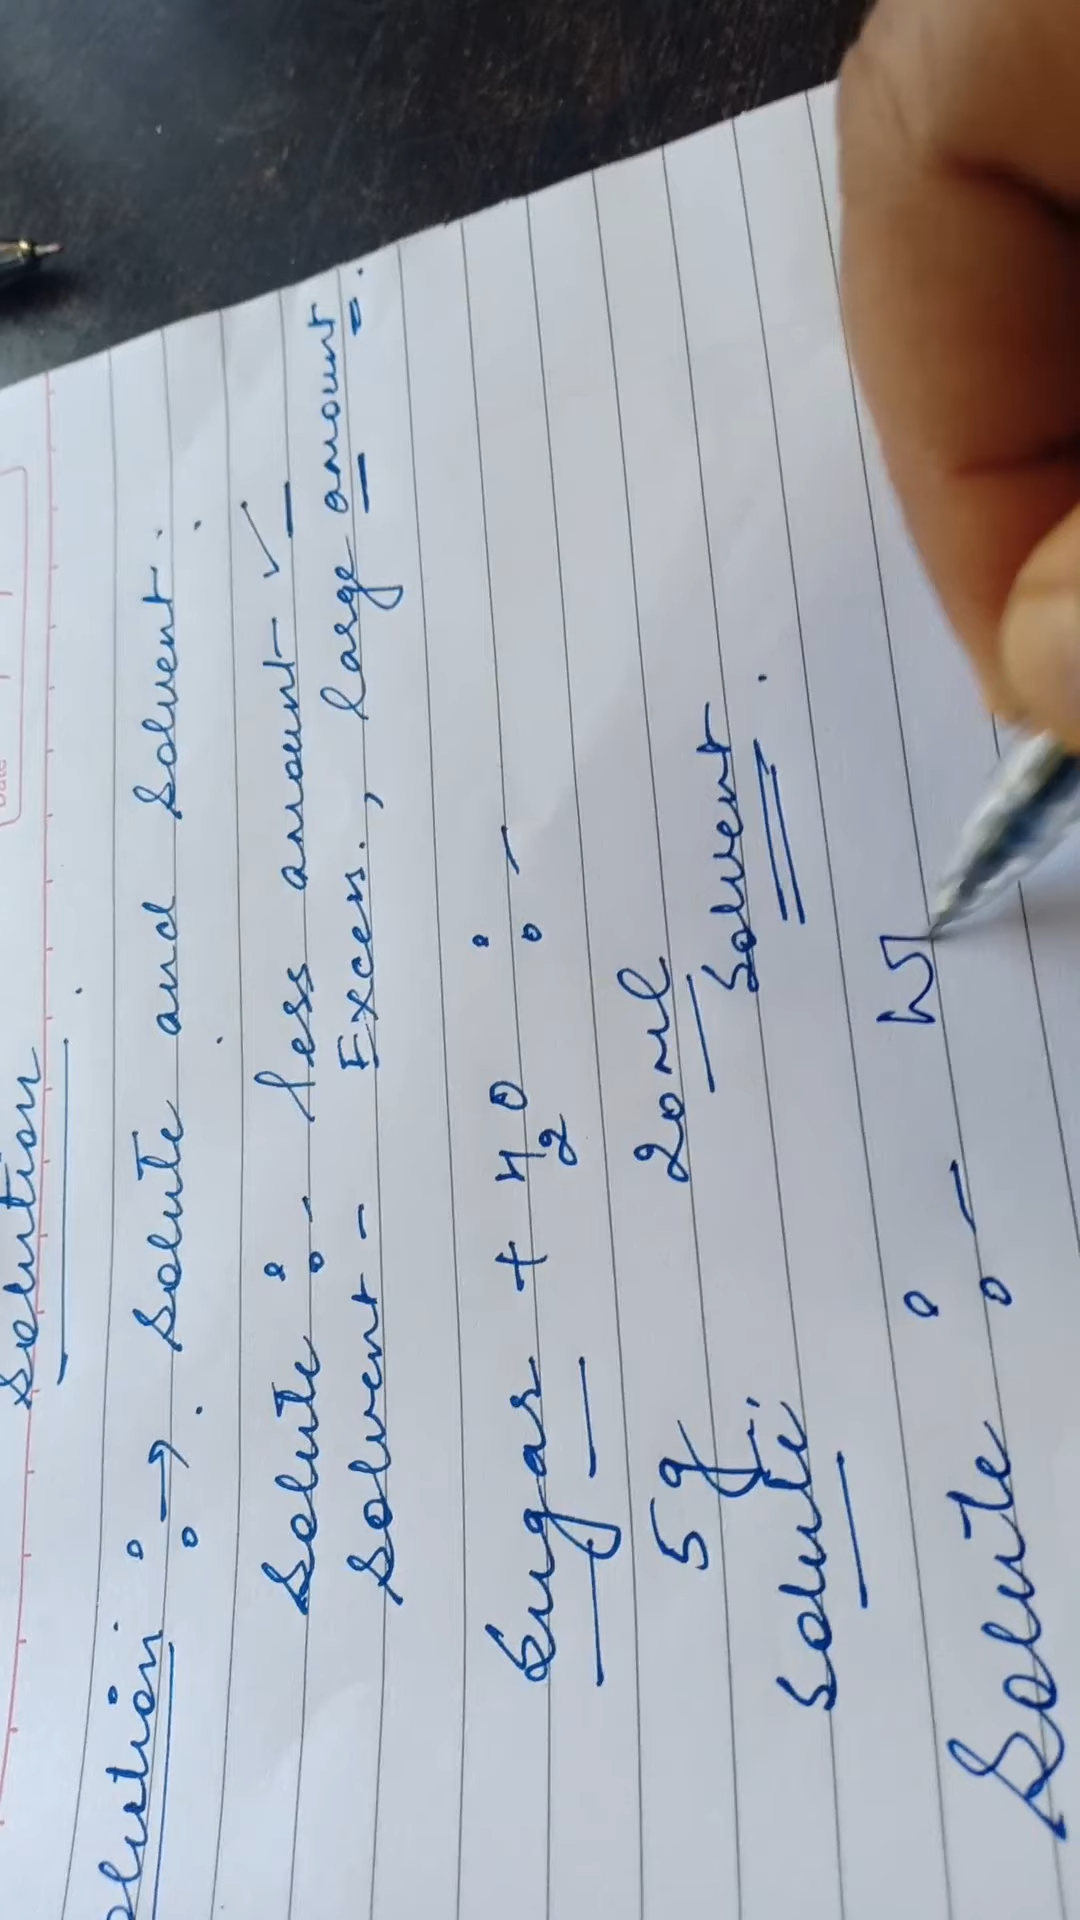 Solution
olution :→ Solute and Solvent.
Solute :- less amount ✓
Solvent - Excess, large amount.
Sugar + H2O :-
5g 20ml
Solute Solvent
Solute :- W